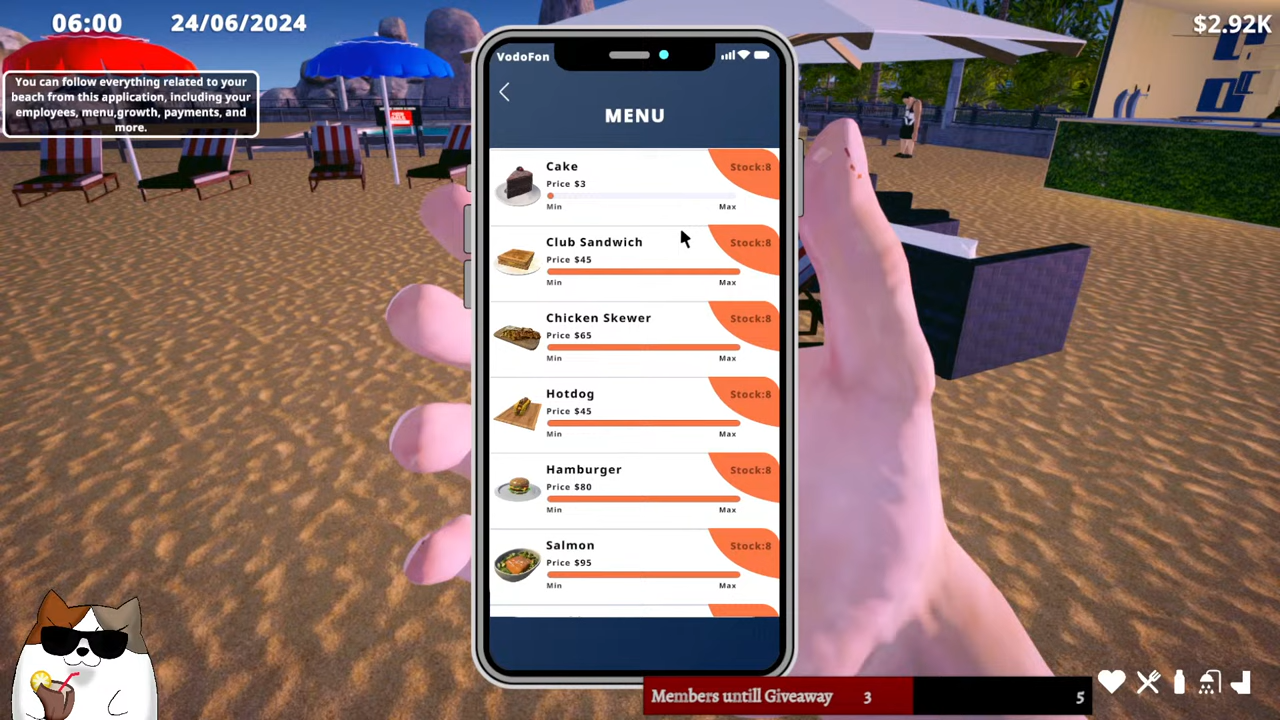 06:00
24/06/2024
$2.92K
You can follow everything related to your
beach from this application, including your
employees, menu,growth, payments, and
more.
VodoFon
MENU
Cake
Stock:8
Price $3
Min
Max
Club Sandwich
Stock:8
Price $45
Min
Max
Chicken Skewer
Stock:8
Price $65
Min
Max
Hotdog
Stock:8
Price $45
Min
Max
Hamburger
Stock:8
Price $80
Min
Max
Salmon
Stock:8
Price $95
Min
Max
Members untill Giveaway 3 5